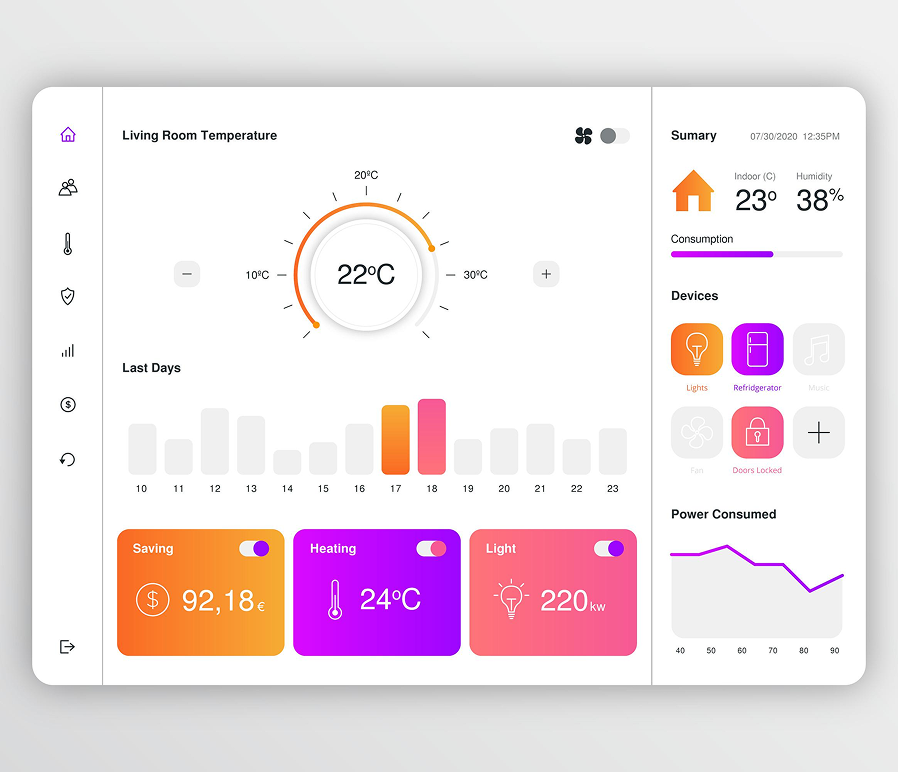 Living Room Temperature
20ºC
10ºC
22ºC
30ºC
Last Days
10 11 12 13 14 15 16 17 18 19 20 21 22 23
Saving
$ 92,18 €
Heating
24ºC
Light
220 kw
$
Sumary
07/30/2020 12:35PM
Indoor (C)
23º
Humidity
38%
Consumption
Devices
Lights
Refridgerator
Music
Fan
Doors Locked
Power Consumed
40 50 60 70 80 90